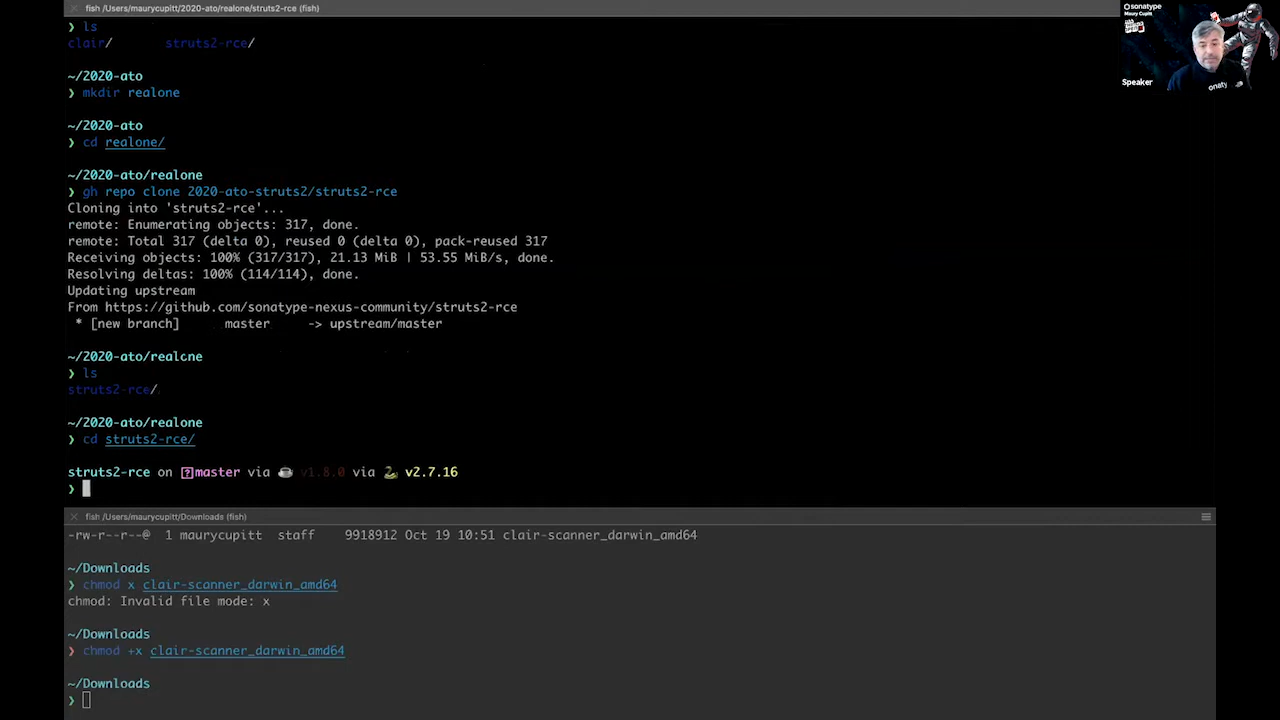 fish /Users/maurycupitt/2020-ato/realone/struts2-rce (fish)
❯ ls
clair/ struts2-rce/
~/2020-ato
❯ mkdir realone
~/2020-ato
❯ cd realone/
~/2020-ato/realone
❯ gh repo clone 2020-ato-struts2/struts2-rce
Cloning into 'struts2-rce'...
remote: Enumerating objects: 317, done.
remote: Total 317 (delta 0), reused 0 (delta 0), pack-reused 317
Receiving objects: 100% (317/317), 21.13 MiB | 53.55 MiB/s, done.
Resolving deltas: 100% (114/114), done.
Updating upstream
From https://github.com/sonatype-nexus-community/struts2-rce
* [new branch] master -> upstream/master
~/2020-ato/realone
❯ ls
struts2-rce/
~/2020-ato/realone
❯ cd struts2-rce/
struts2-rce on master via v1.8.0 via v2.7.16
❯
fish /Users/maurycupitt/Downloads (fish)
-rw-r--r--@ 1 maurycupitt staff 9918912 Oct 19 10:51 clair-scanner_darwin_amd64
~/Downloads
❯ chmod x clair-scanner_darwin_amd64
chmod: Invalid file mode: x
~/Downloads
❯ chmod +x clair-scanner_darwin_amd64
~/Downloads
❯
sonatype
Maury Cupitt
Speaker
onaty